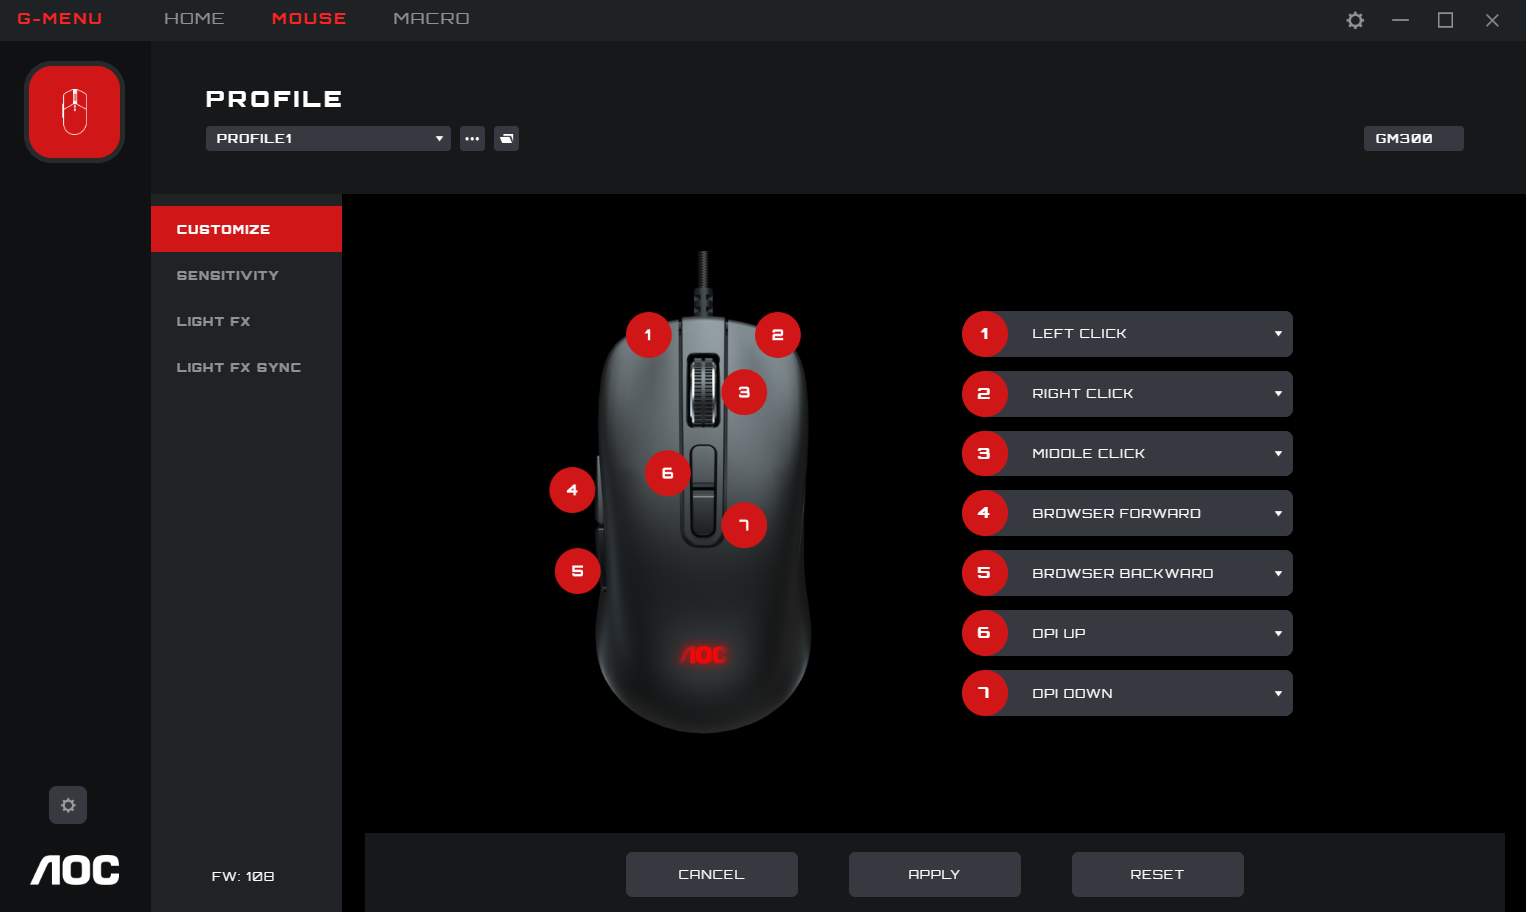 G-MENU HOME MOUSE MACRO
PROFILE
PROFILE1
GM300
CUSTOMIZE
SENSITIVITY
LIGHT FX
LIGHT FX SYNC
1
2
3
6
4
7
5
AOC
1 LEFT CLICK
2 RIGHT CLICK
3 MIDDLE CLICK
4 BROWSER FORWARD
5 BROWSER BACKWARD
6 DPI UP
7 DPI DOWN
AOC
FW: 108
CANCEL APPLY RESET